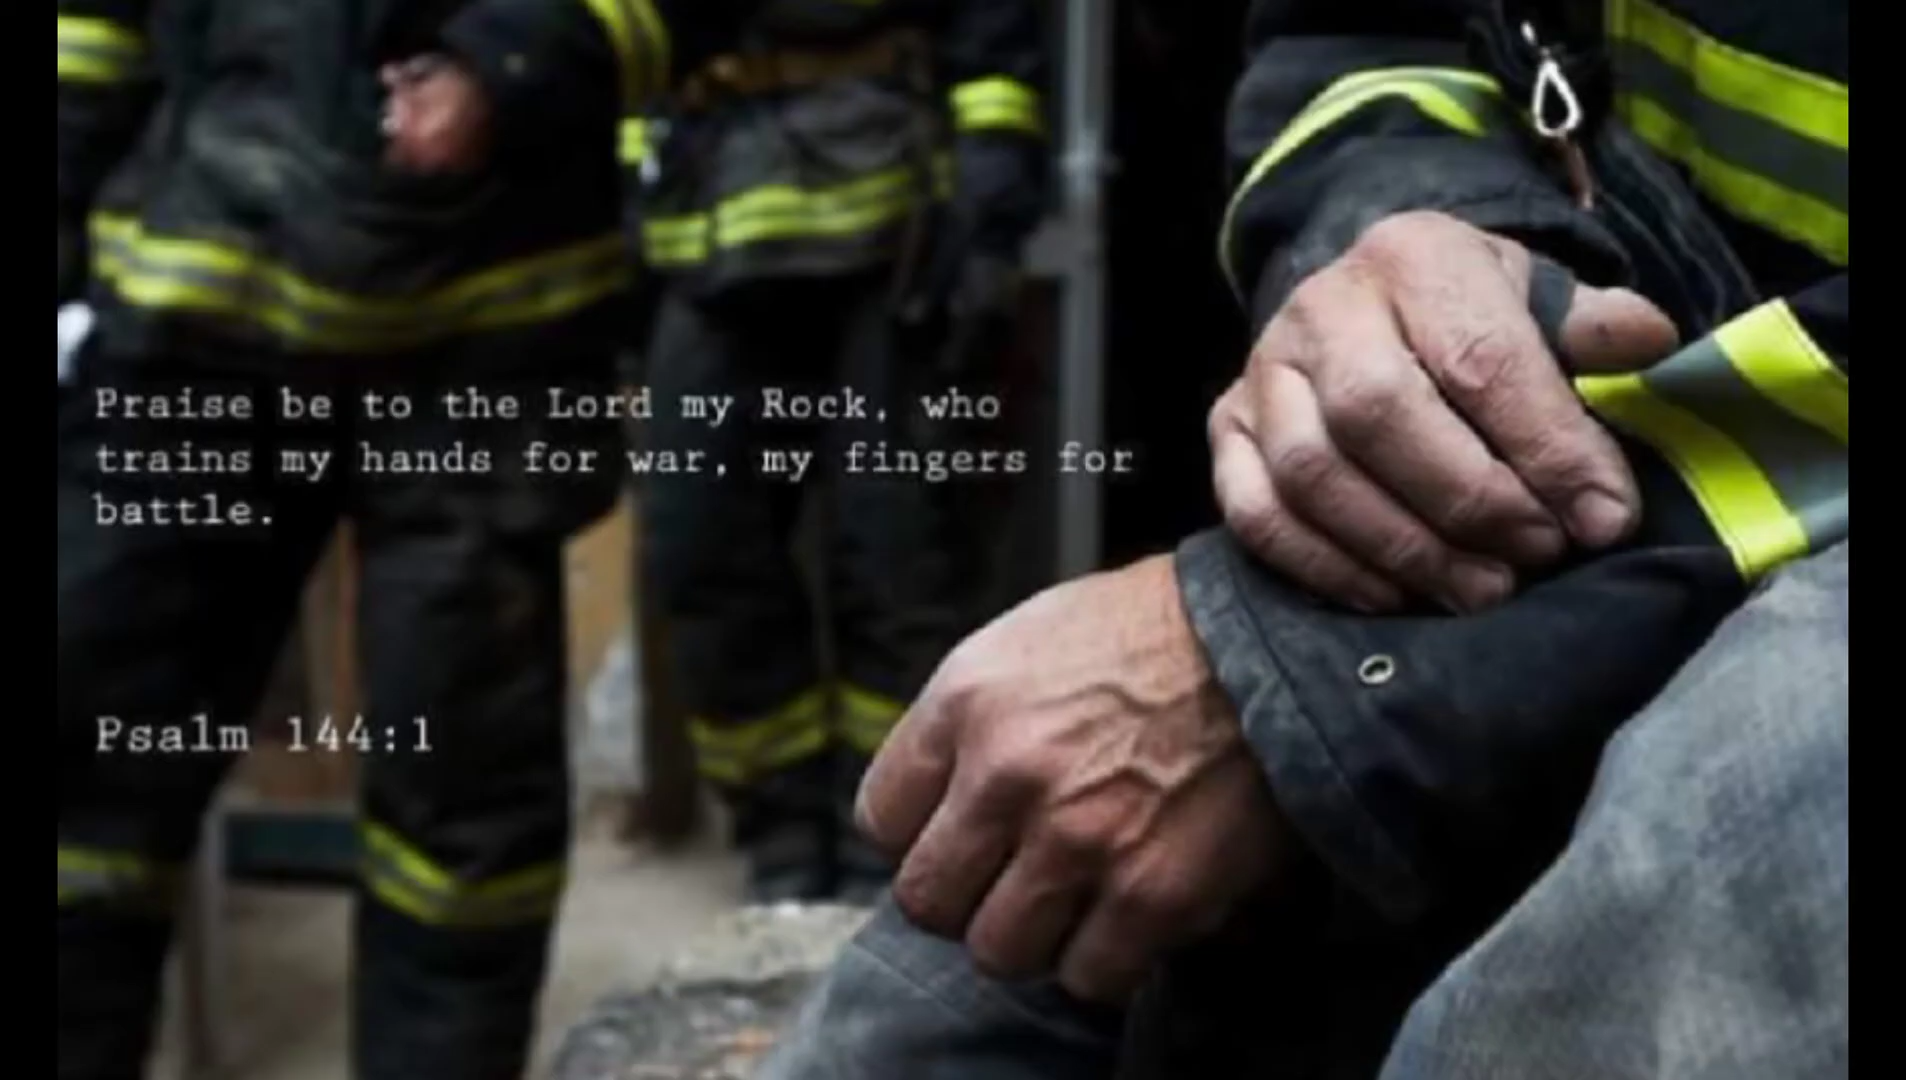 Praise be to the Lord my Rock, who
trains my hands for war, my fingers for
battle.
Psalm 144:1